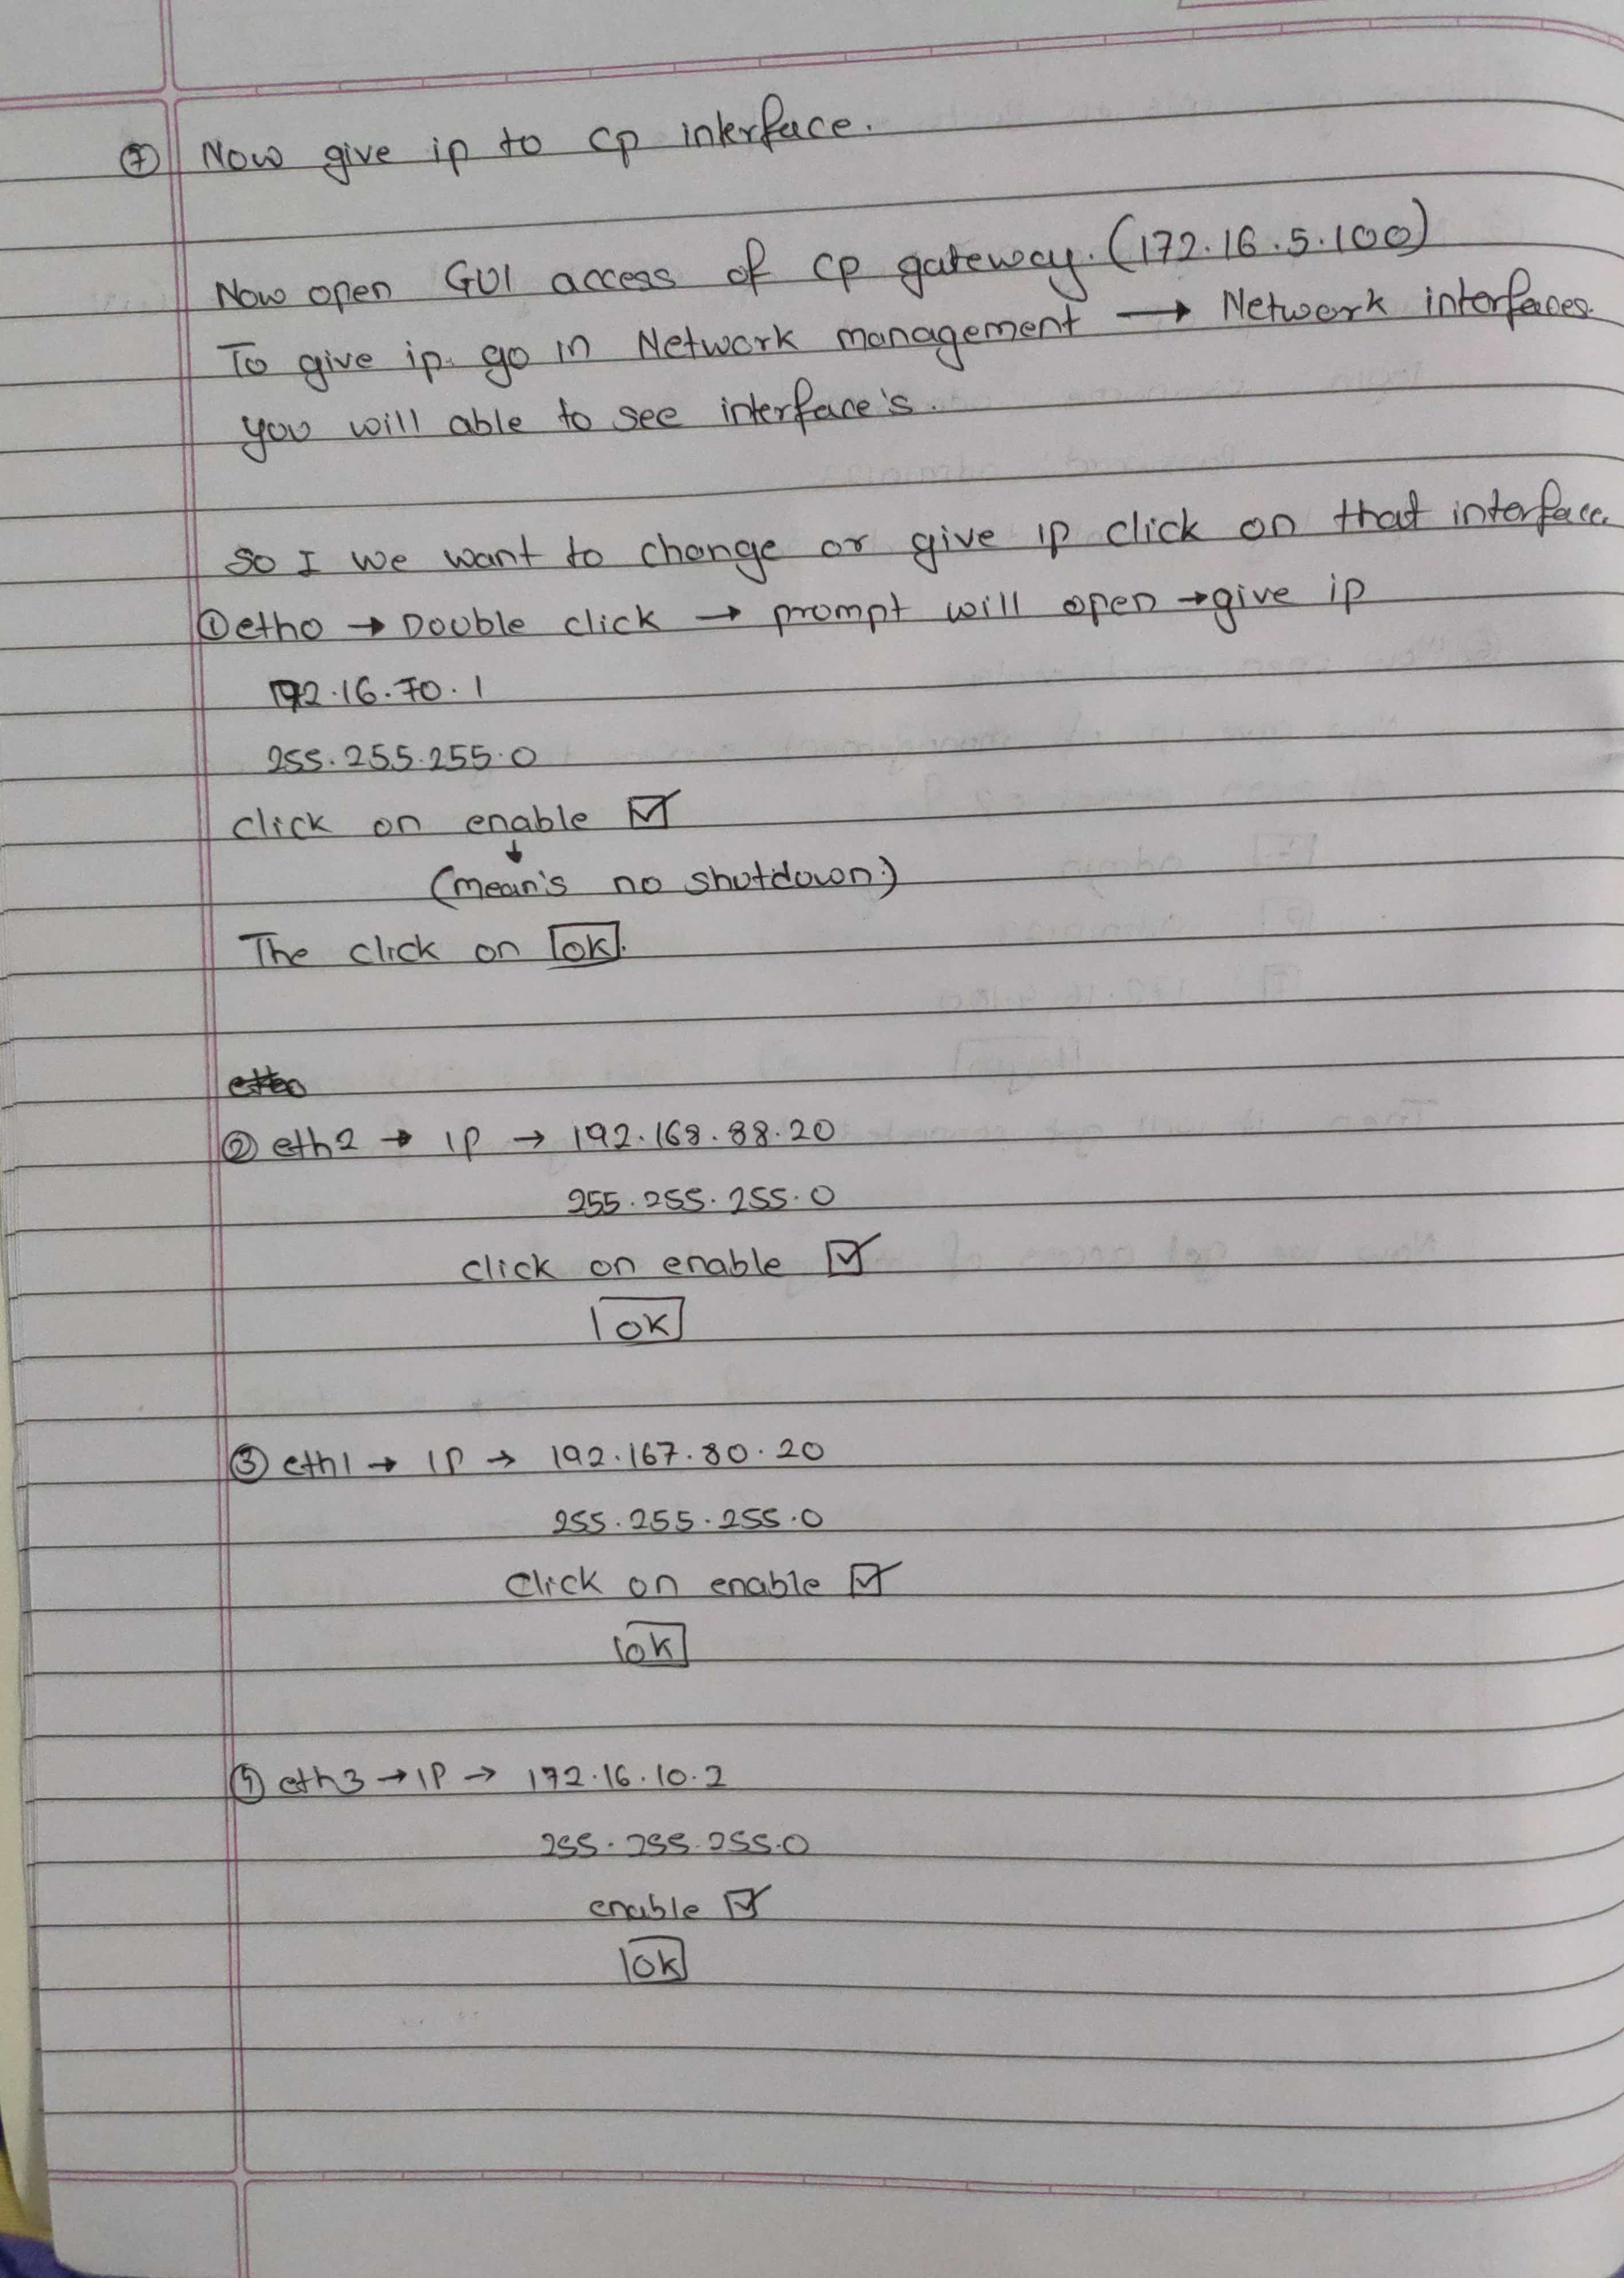 ⑦ Now give ip to cp interface.
Now open GUI access of cp gateway. (172.16.5.100)
To give ip. go in Network management → Network interfaces.
you will able to see interface's.
so I we want to change or give ip click on that interface.
① eth0 → Double click → prompt will open → give ip
172.16.70.1
255.255.255.0
click on enable ☑
↓
(mean's no shutdown.)
The click on ok.
② eth2 → IP → 192.168.88.20
255.255.255.0
click on enable ☑
ok
③ eth1 → IP → 192.167.80.20
255.255.255.0
click on enable ☑
ok
eth3 → IP → 172.16.10.2
255.255.255.0
enable ☑
ok